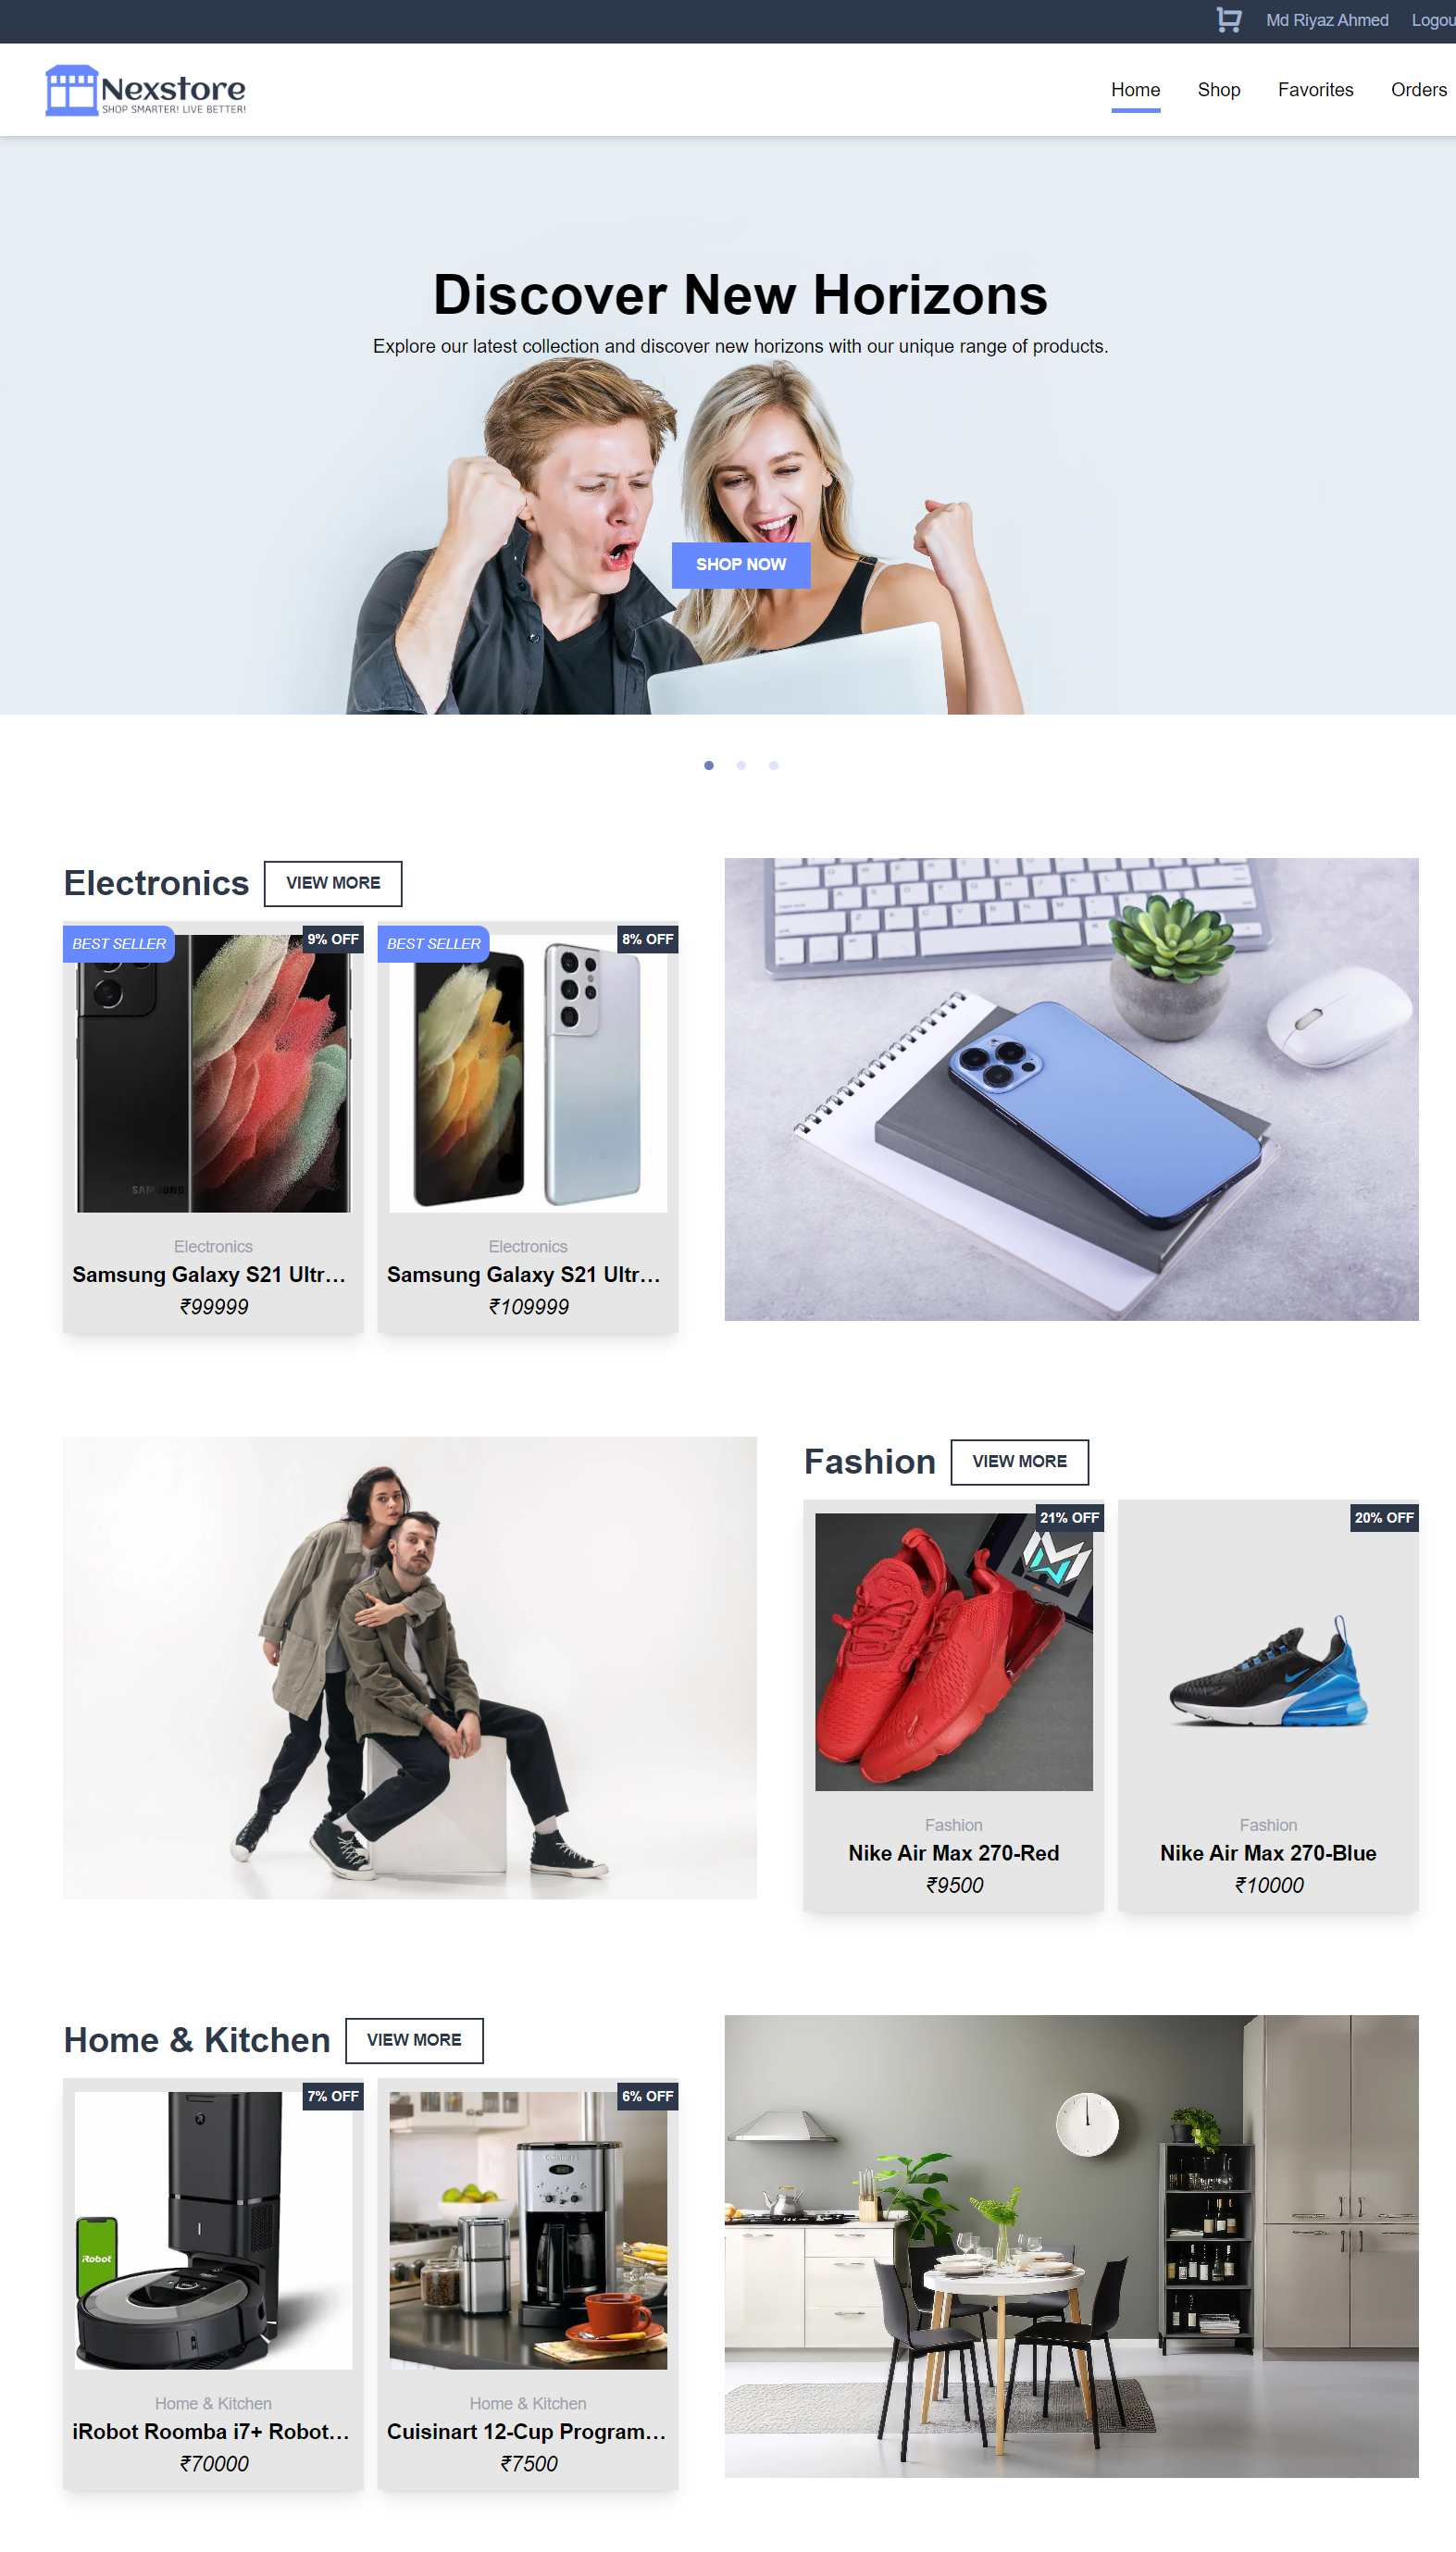 Md Riyaz Ahmed Logou
Nexstore
SHOP SMARTER! LIVE BETTER!
Home Shop Favorites Orders
Discover New Horizons
Explore our latest collection and discover new horizons with our unique range of products.
SHOP NOW
Electronics VIEW MORE
BEST SELLER 9% OFF
BEST SELLER 8% OFF
SAMSUNG
Electronics
Samsung Galaxy S21 Ultr...
₹99999
Electronics
Samsung Galaxy S21 Ultr...
₹109999
Fashion VIEW MORE
21% OFF
20% OFF
Fashion
Nike Air Max 270-Red
₹9500
Fashion
Nike Air Max 270-Blue
₹10000
Home & Kitchen VIEW MORE
7% OFF
6% OFF
iRobot
Cuisinart
Home & Kitchen
iRobot Roomba i7+ Robot...
₹70000
Home & Kitchen
Cuisinart 12-Cup Program...
₹7500